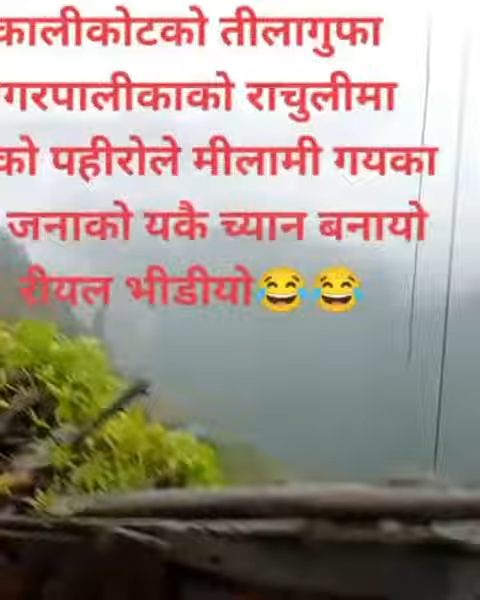 कालीकोटको तीलागुफा
गरपालीकाको राचुलीमा
को पहीरोले मीलामी गयका
जनाको यकै च्यान बनायो
रीयल भीडीयो😂😂